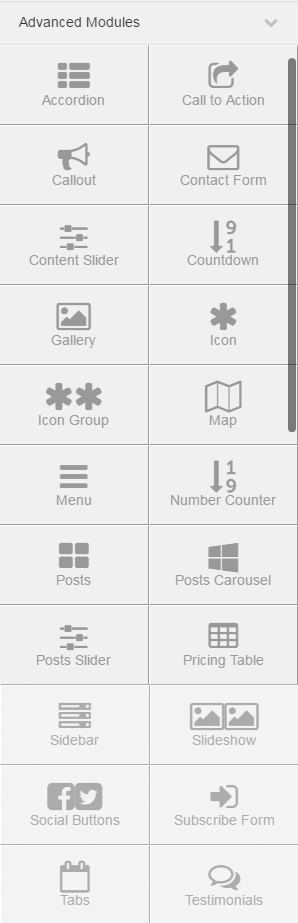 Advanced Modules
Accordion
Call to Action
Callout
Contact Form
Content Slider
9
1
Countdown
Gallery
Icon
Icon Group
Map
Menu
1
9
Number Counter
Posts
Posts Carousel
Posts Slider
Pricing Table
Sidebar
Slideshow
Social Buttons
Subscribe Form
Tabs
Testimonials